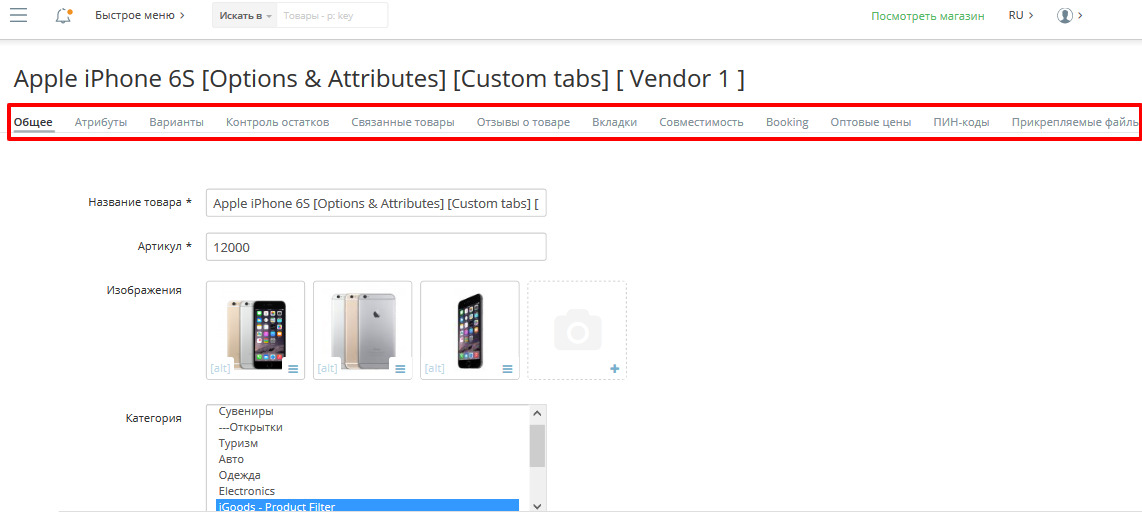 Быстрое меню
Искать в
Товары - p: key
Посмотреть магазин
RU
Apple iPhone 6S [Options & Attributes] [Custom tabs] [ Vendor 1 ]
Общее Атрибуты Варианты Контроль остатков Связанные товары Отзывы о товаре Вкладки Совместимость Booking Оптовые цены ПИН-коды Прикрепляемые файлы
Название товара * Apple iPhone 6S [Options & Attributes] [Custom tabs] [
Артикул * 12000
Изображения
[alt] [alt] [alt]
Категория
Сувениры
---Открытки
Туризм
Авто
Одежда
Electronics
iGoods - Product Filter